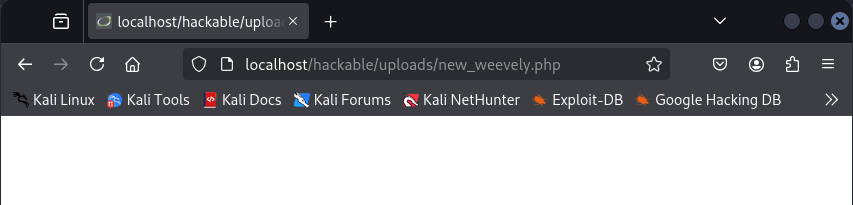 localhost/hackable/uploa
localhost/hackable/uploads/new_weevely.php
Kali Linux Kali Tools Kali Docs Kali Forums Kali NetHunter Exploit-DB Google Hacking DB